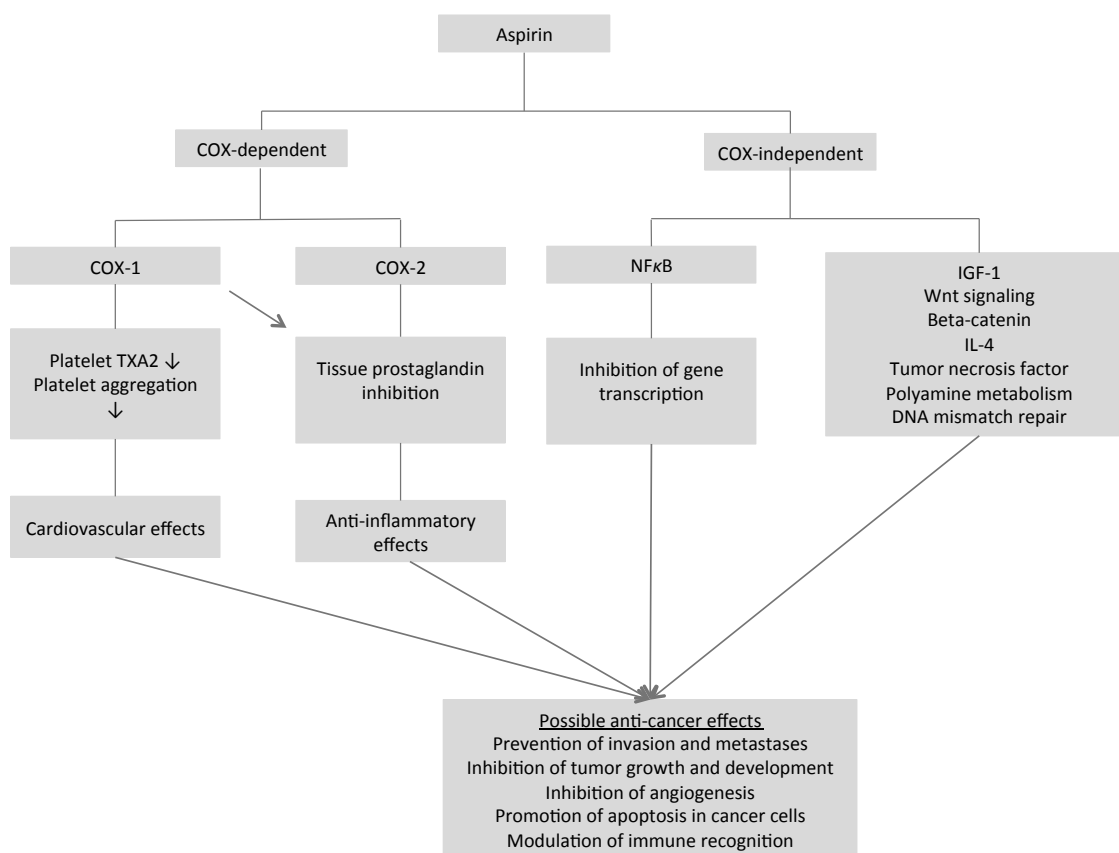 Aspirin
COX-dependent
COX-independent
COX-1
COX-2
NFκB
IGF-1
Wnt signaling
Beta-catenin
IL-4
Tumor necrosis factor
Polyamine metabolism
DNA mismatch repair
Platelet TXA2 ↓
Platelet aggregation
↓
Tissue prostaglandin
inhibition
Inhibition of gene
transcription
Cardiovascular effects
Anti-inflammatory
effects
Possible anti-cancer effects
Prevention of invasion and metastases
Inhibition of tumor growth and development
Inhibition of angiogenesis
Promotion of apoptosis in cancer cells
Modulation of immune recognition